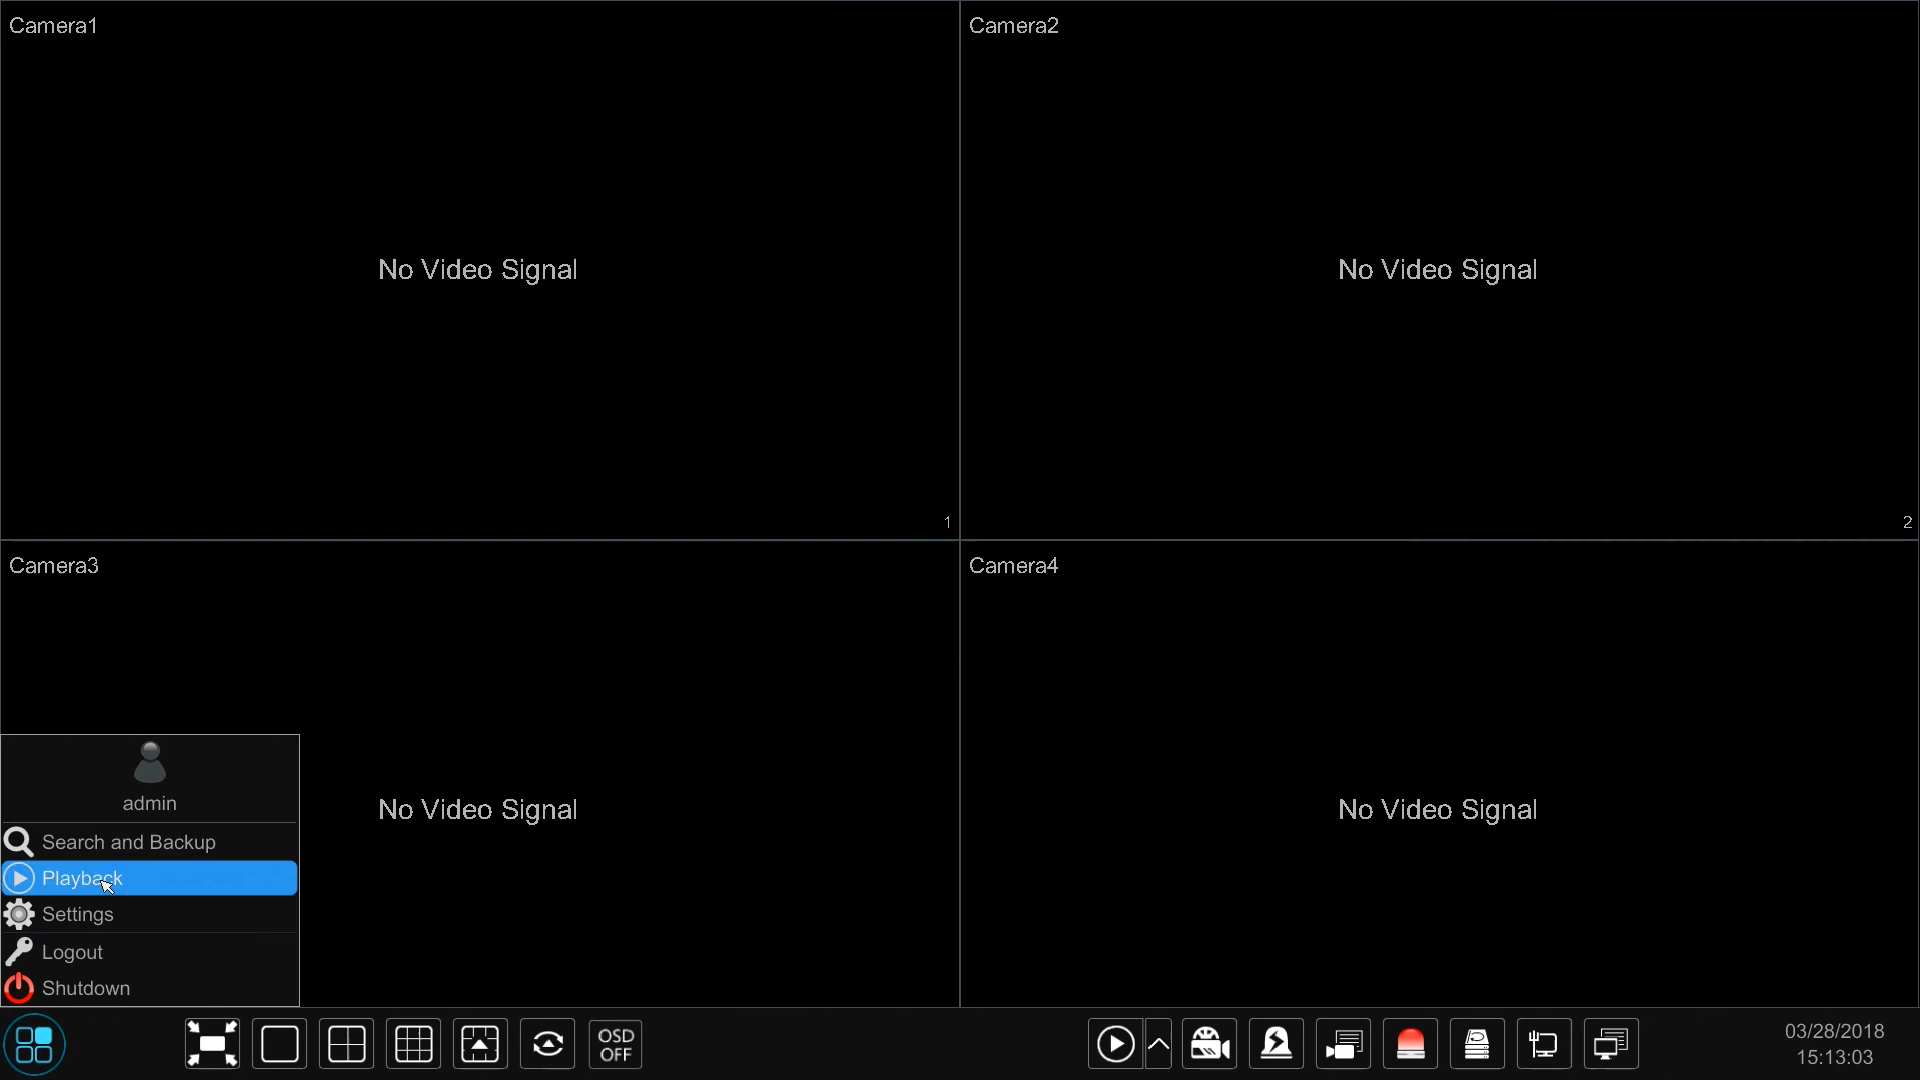 Camera1
Camera2
No Video Signal
No Video Signal
1
2
Camera3
Camera4
No Video Signal
No Video Signal
admin
Search and Backup
Playback
Settings
Logout
Shutdown
OSD
OFF
03/28/2018
15:13:03